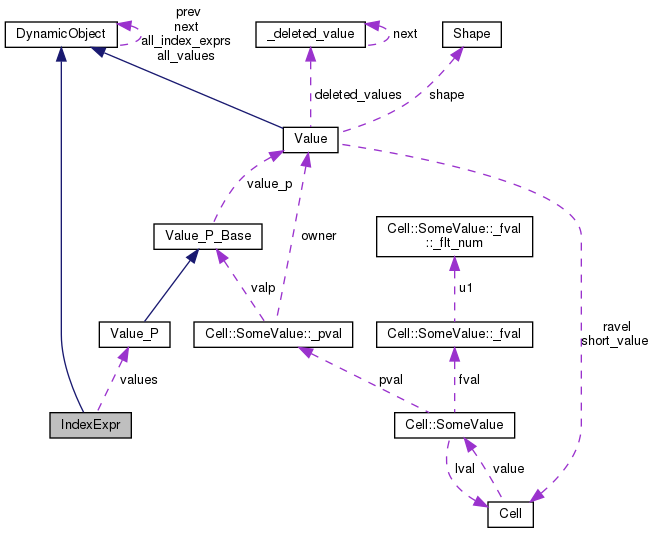 prev
next
all_index_exprs
all_values
DynamicObject
_deleted_value
next
Shape
deleted_values
shape
Value
value_p
owner
Value_P_Base
Cell::SomeValue::_fval
::_flt_num
valp
u1
Value_P
Cell::SomeValue::_pval
Cell::SomeValue::_fval
ravel
short_value
values
pval
fval
IndexExpr
Cell::SomeValue
lval
value
Cell